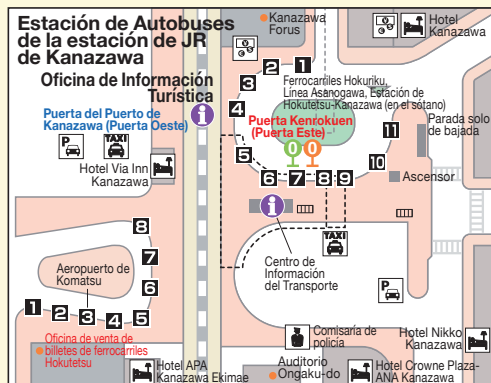 Estación de Autobuses
de la estación de JR
de Kanazawa
Oficina de Información
Turística
Kanazawa
Forus
Hotel
Kanazawa
Ferrocarriles Hokuriku,
Línea Asanogawa, Estación de
Hokutetsu-Kanazawa (en el sótano)
Puerta del Puerto de
Kanazawa (Puerta Oeste)
Puerta Kenrokuen
(Puerta Este)
Parada solo
de bajada
Ascensor
P
TAXI
Hotel Via Inn
Kanazawa
1
2
3
4
5
0 0
6 7 8 9
10
11
TAXI
P
Centro de
Información
del Transporte
Aeropuerto de
Komatsu
8
7
6
1 2 3 4 5
Oficina de venta de
billetes de ferrocarriles
Hokutetsu
Hotel APA
Kanazawa Ekimae
Comisaría de
policía
Auditorio
Ongaku-do
Hotel Nikko
Kanazawa
Hotel Crowne Plaza-
ANA Kanazawa